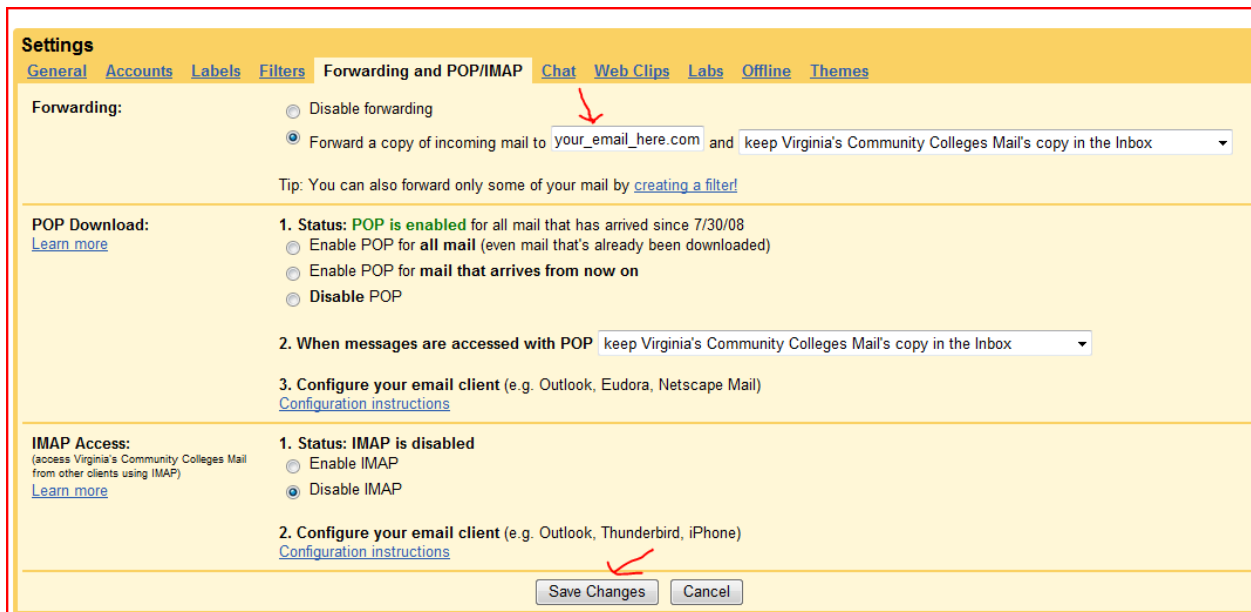 Settings
General Accounts Labels Filters Forwarding and POP/IMAP Chat Web Clips Labs Offline Themes
Forwarding:
Disable forwarding
Forward a copy of incoming mail to your_email_here.com and keep Virginia's Community Colleges Mail's copy in the Inbox
Tip: You can also forward only some of your mail by creating a filter!
POP Download:
Learn more
1. Status: POP is enabled for all mail that has arrived since 7/30/08
Enable POP for all mail (even mail that's already been downloaded)
Enable POP for mail that arrives from now on
Disable POP
2. When messages are accessed with POP keep Virginia's Community Colleges Mail's copy in the Inbox
3. Configure your email client (e.g. Outlook, Eudora, Netscape Mail)
Configuration instructions
IMAP Access:
(access Virginia's Community Colleges Mail
from other clients using IMAP)
Learn more
1. Status: IMAP is disabled
Enable IMAP
Disable IMAP
2. Configure your email client (e.g. Outlook, Thunderbird, iPhone)
Configuration instructions
Save Changes Cancel